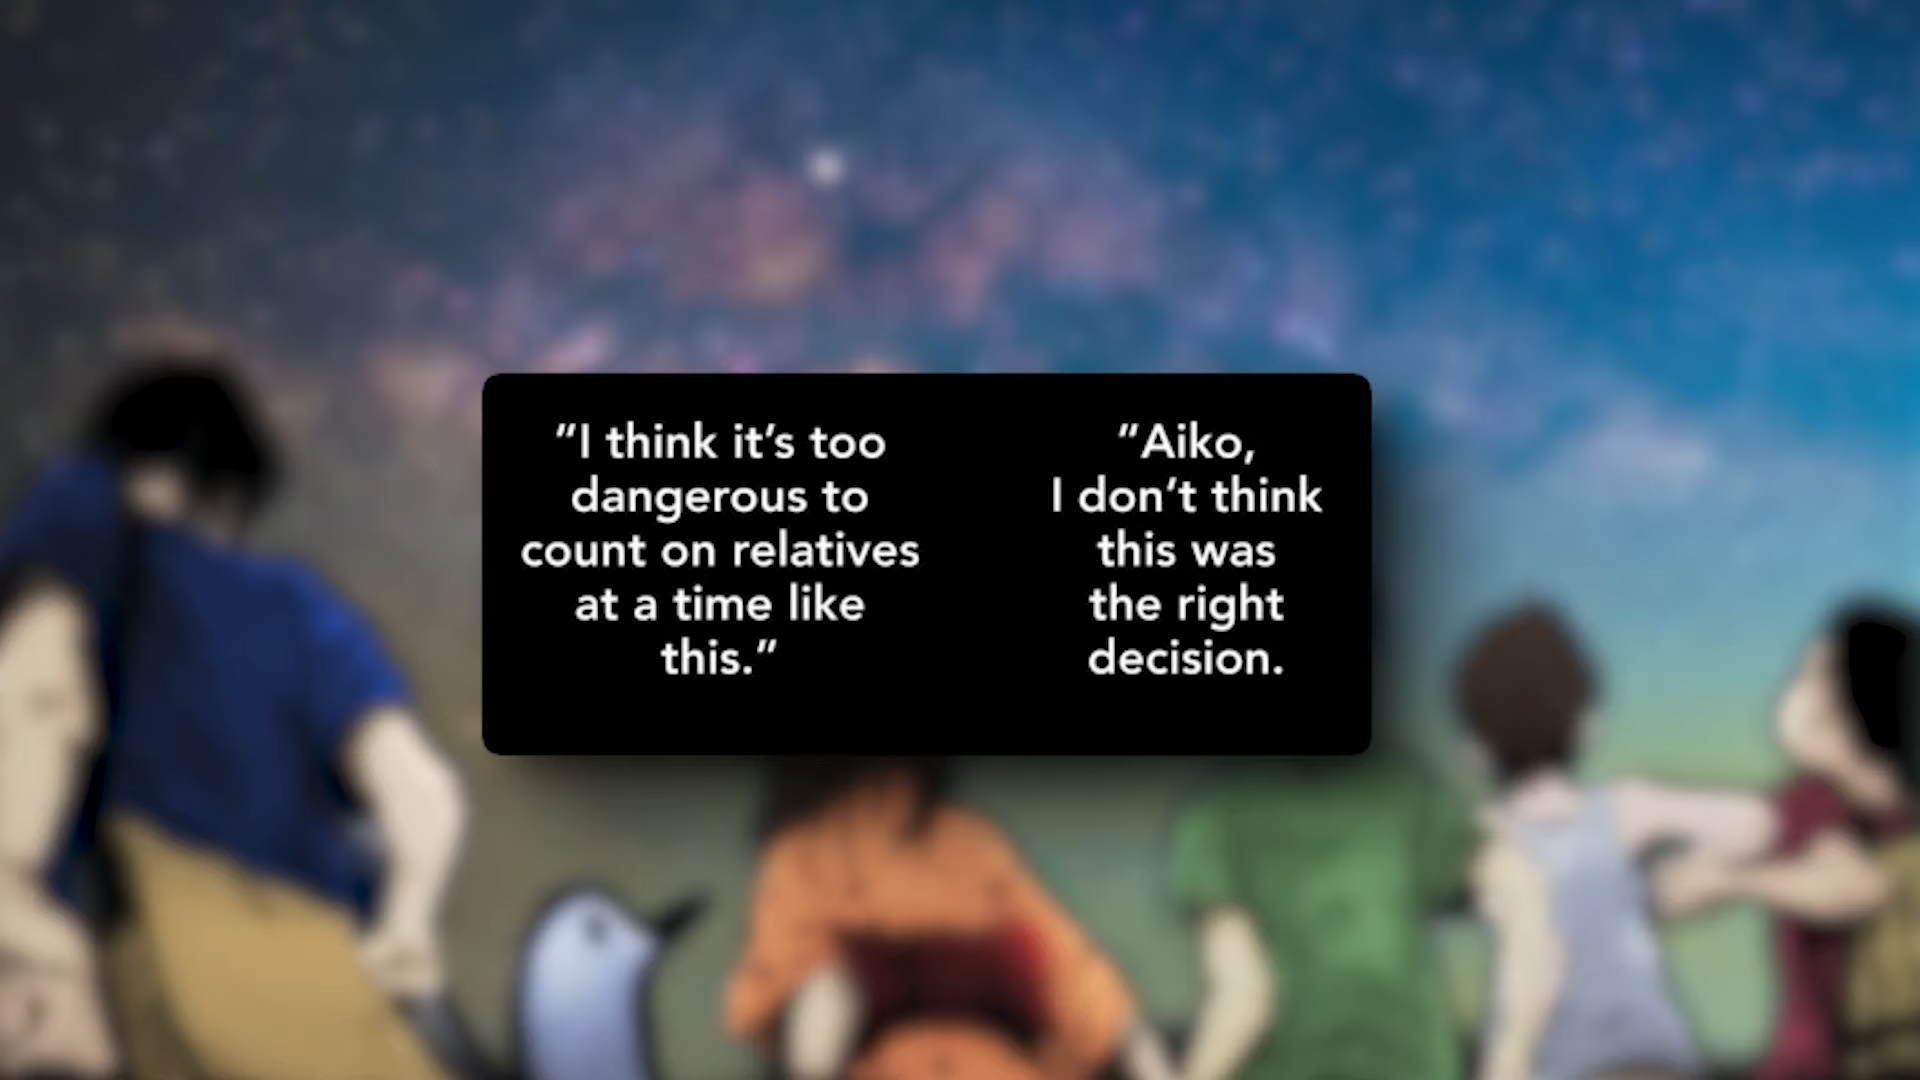 “I think it’s too
dangerous to
count on relatives
at a time like
this.”
“Aiko,
I don’t think
this was
the right
decision.